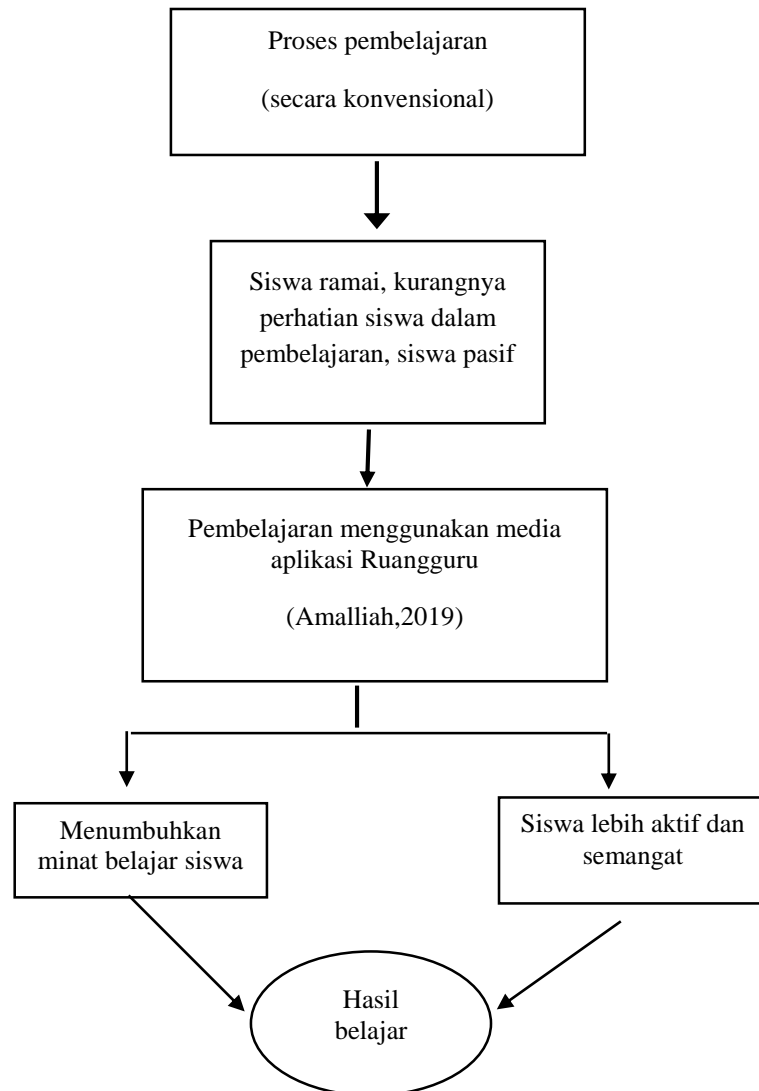 Proses pembelajaran
(secara konvensional)
Siswa ramai, kurangnya
perhatian siswa dalam
pembelajaran, siswa pasif
Pembelajaran menggunakan media
aplikasi Ruangguru
(Amalliah,2019)
Menumbuhkan
minat belajar siswa
Siswa lebih aktif dan
semangat
Hasil
belajar